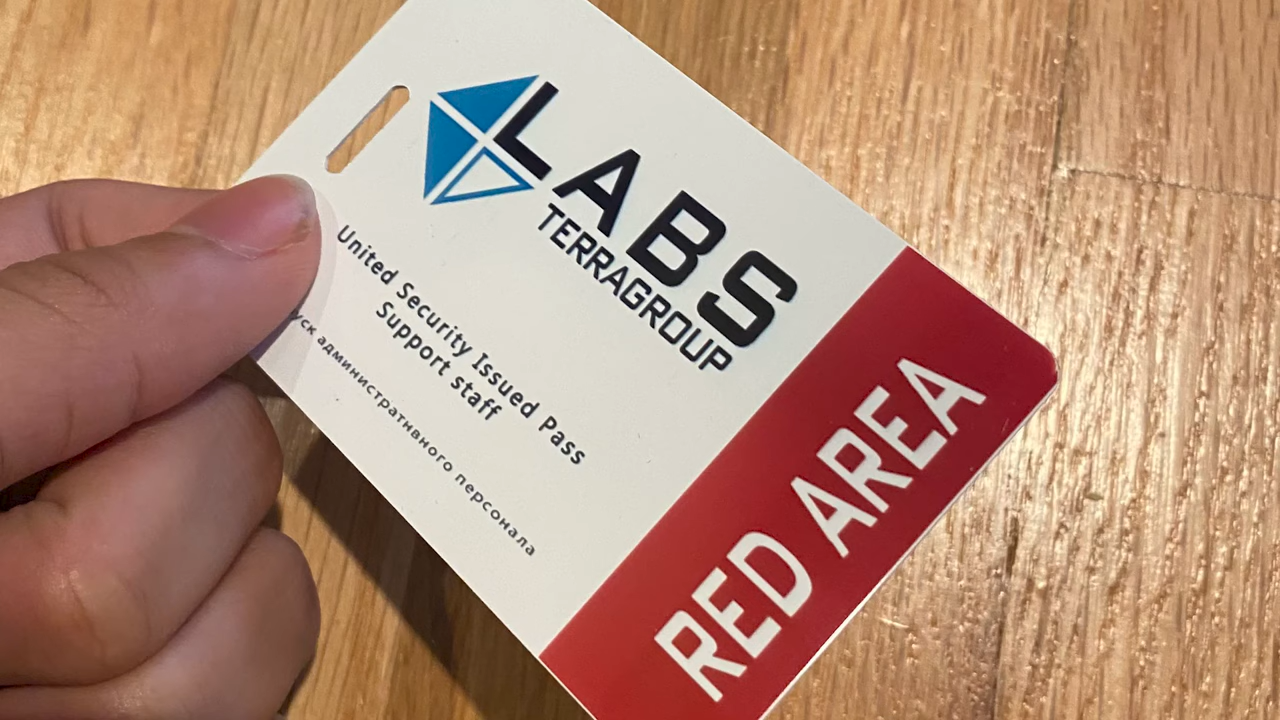 LABS
TERRAGROUP
United Security Issued Pass
Support staff
административного персонала
RED AREA